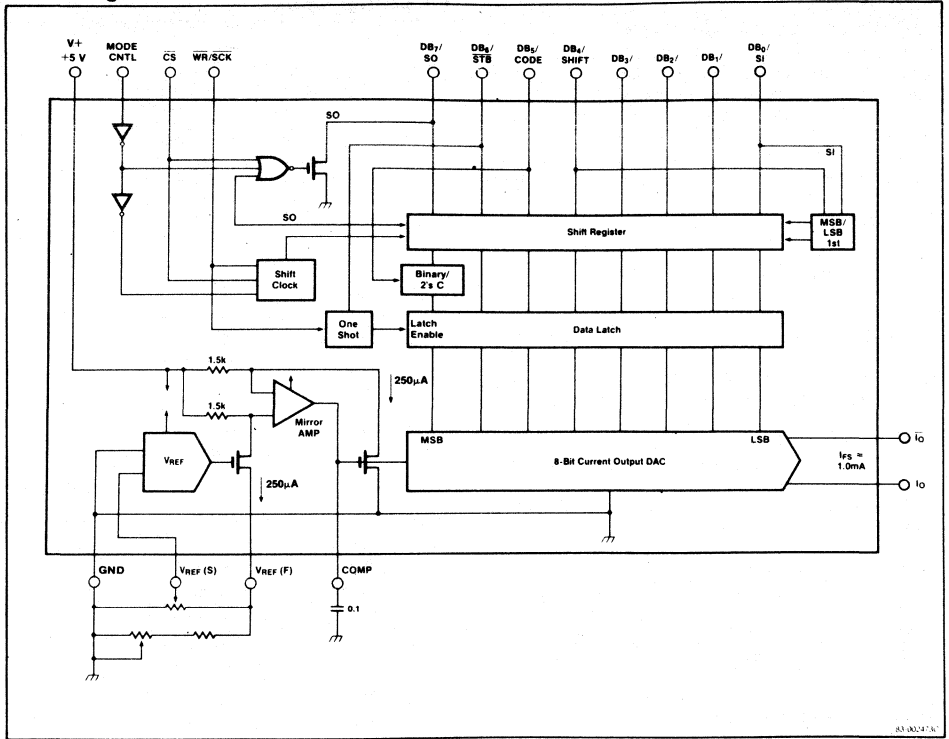 V+
+5 V
MODE
CNTL
CS
WR/SCK
DB7/
SO
DB6/
STB
DB5/
CODE
DB4/
SHIFT
DB3/
DB2/
DB1/
DB0/
SI
SO
SI
SO
Shift Register
MSB/
LSB
1st
Shift
Clock
Binary/
2's C
One
Shot
Latch
Enable
Data Latch
1.5k
250μA
1.5k
Mirror
AMP
MSB
LSB
VREF
8-Bit Current Output DAC
IO
IFS ≈
1.0mA
250μA
IO
GND
VREF (S)
VREF (F)
COMP
0.1
83-002473C